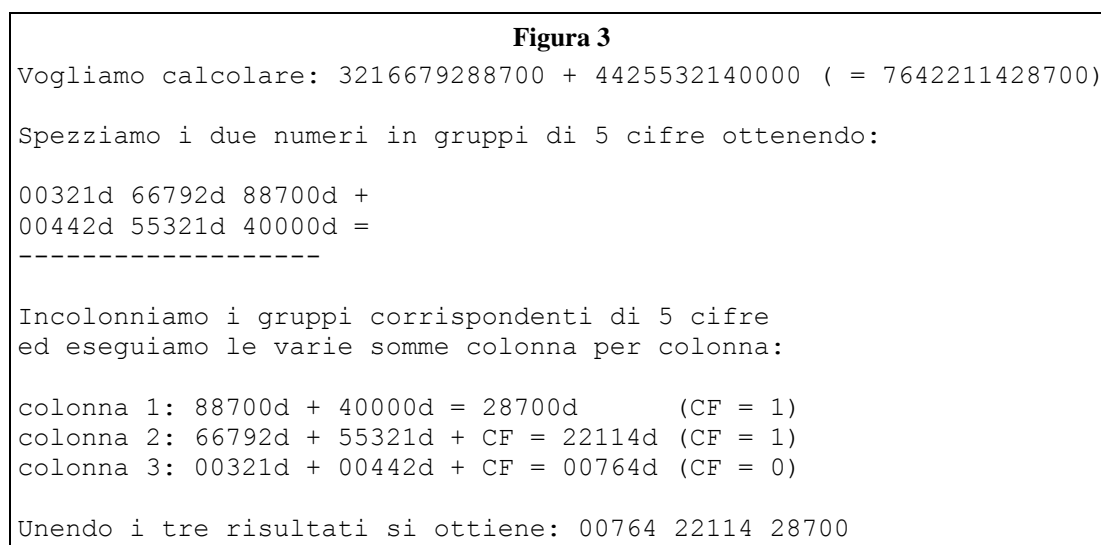 Figura 3
Vogliamo calcolare: 3216679288700 + 4425532140000 ( = 7642211428700)
Spezziamo i due numeri in gruppi di 5 cifre ottenendo:
00321d 66792d 88700d +
00442d 55321d 40000d =
-------------------
Incolonniamo i gruppi corrispondenti di 5 cifre
ed eseguiamo le varie somme colonna per colonna:
colonna 1: 88700d + 40000d = 28700d (CF = 1)
colonna 2: 66792d + 55321d + CF = 22114d (CF = 1)
colonna 3: 00321d + 00442d + CF = 00764d (CF = 0)
Unendo i tre risultati si ottiene: 00764 22114 28700